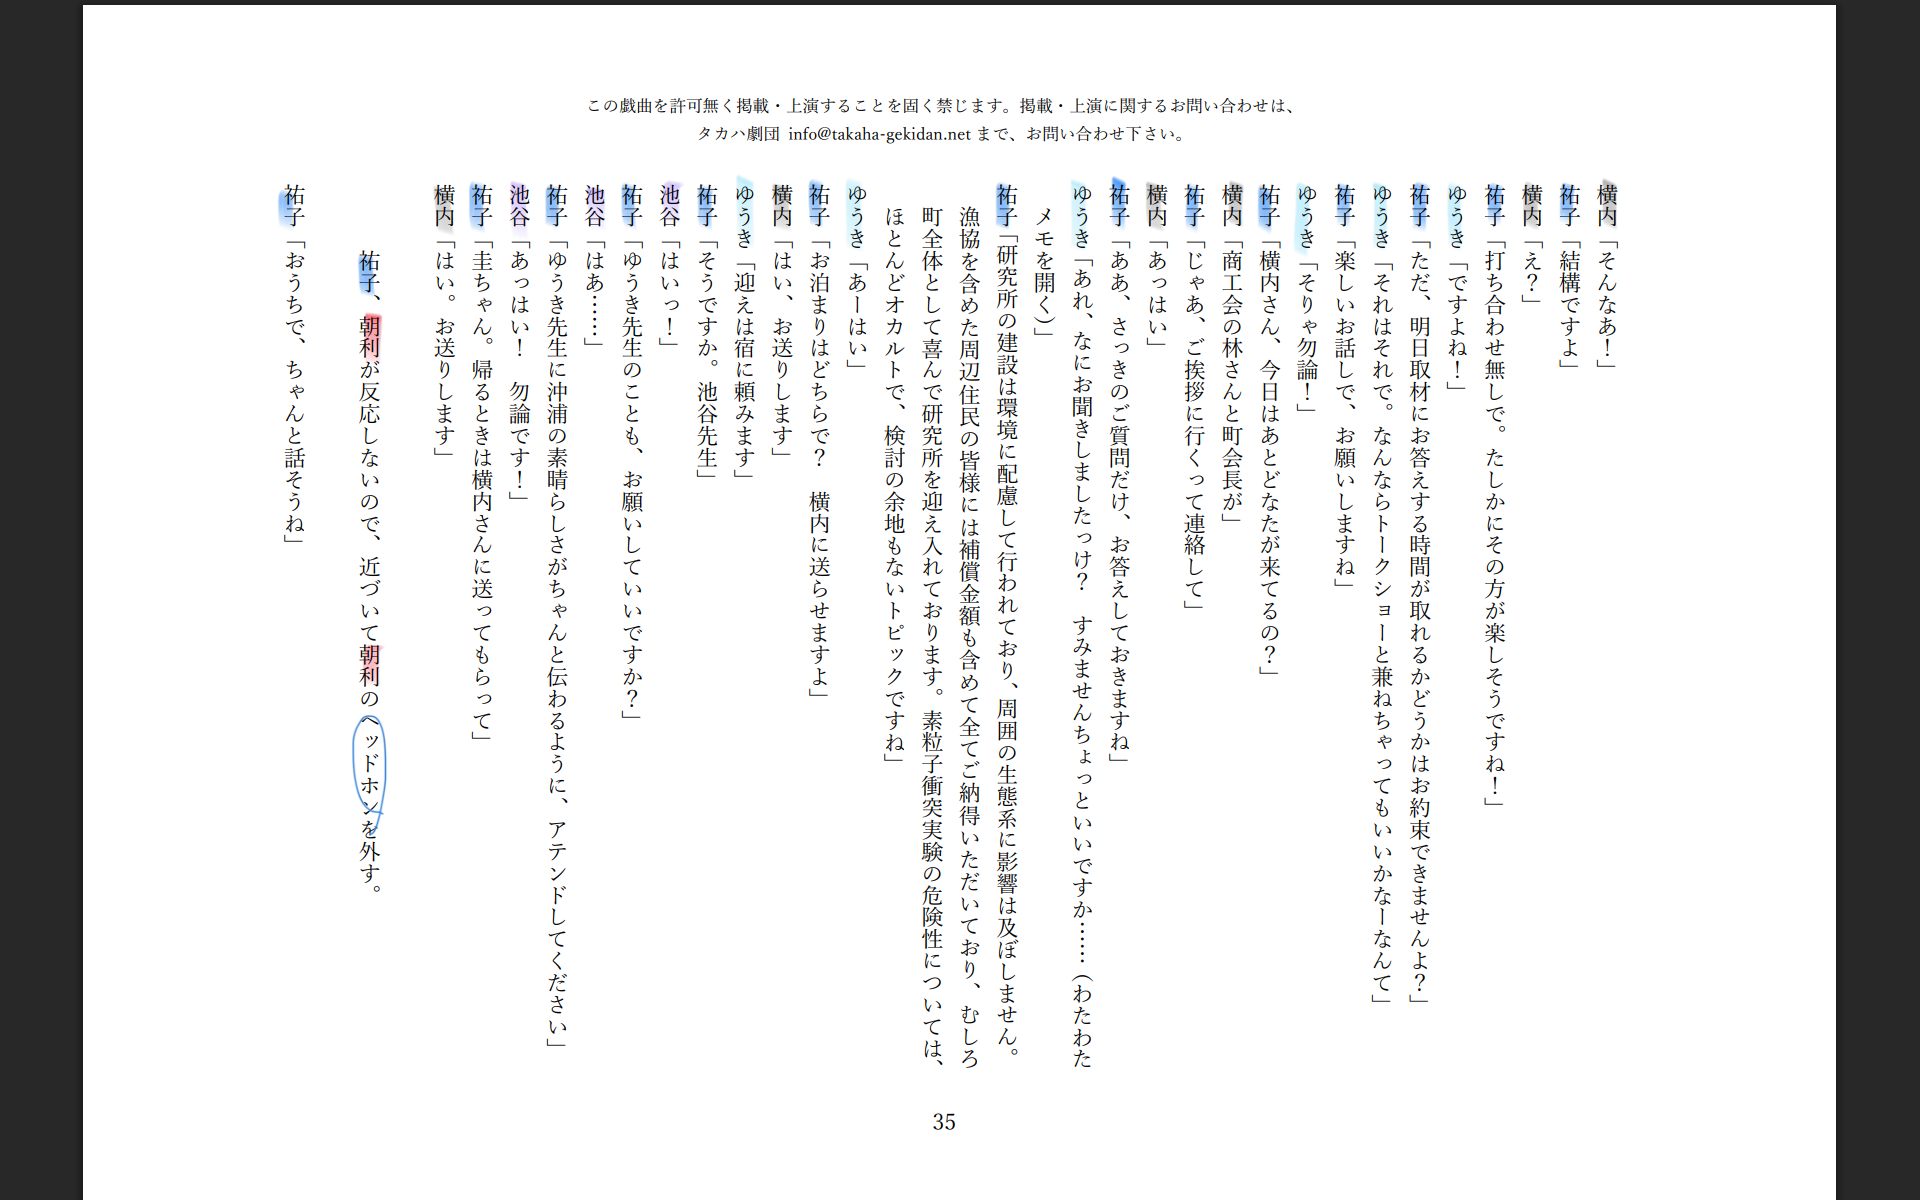 この戯曲を許可無く掲載・上演することを固く禁じます。掲載・上演に関するお問い合わせは、
タカハ劇団 info@takaha-gekidan.net まで、お問い合わせ下さい。
横内「そんなあ！」
祐子「結構ですよ」
横内「え？」
祐子「打ち合わせ無しで。たしかにその方が楽しそうですね！」
ゆうき「ですよね！」
祐子「ただ、明日取材にお答えする時間が取れるかどうかはお約束できませんよ？」
ゆうき「それはそれで。なんならトークショーと兼ねちゃってもいいかなーなんて」
祐子「楽しいお話しで、お願いしますね」
ゆうき「そりゃ勿論！」
祐子「横内さん、今日はあとどなたが来てるの？」
横内「商工会の林さんと町会長が」
祐子「じゃあ、ご挨拶に行くって連絡して」
横内「あっはい」
祐子「ああ、さっきのご質問だけ、お答えしておきますね」
ゆうき「あれ、なにお聞きしましたっけ？　すみませんちょっといいですか……（わたわた
メモを開く）」
祐子「研究所の建設は環境に配慮して行われており、周囲の生態系に影響は及ぼしません。
漁協を含めた周辺住民の皆様には補償金額も含めて全てご納得いただいており、むしろ
町全体として喜んで研究所を迎え入れております。素粒子衝突実験の危険性については、
ほとんどオカルトで、検討の余地もないトピックですね」
ゆうき「あーはい」
祐子「お泊まりはどちらで？　横内に送らせますよ」
横内「はい、お送りします」
ゆうき「迎えは宿に頼みます」
祐子「そうですか。池谷先生」
池谷「はいっ！」
祐子「ゆうき先生のことも、お願いしていいですか？」
池谷「はあ……」
祐子「ゆうき先生に沖浦の素晴らしさがちゃんと伝わるように、アテンドしてください」
池谷「あっはい！　勿論です！」
祐子「圭ちゃん。帰るときは横内さんに送ってもらって」
横内「はい。お送りします」
祐子、朝利が反応しないので、近づいて朝利のヘッドホンを外す。
祐子「おうちで、ちゃんと話そうね」
35